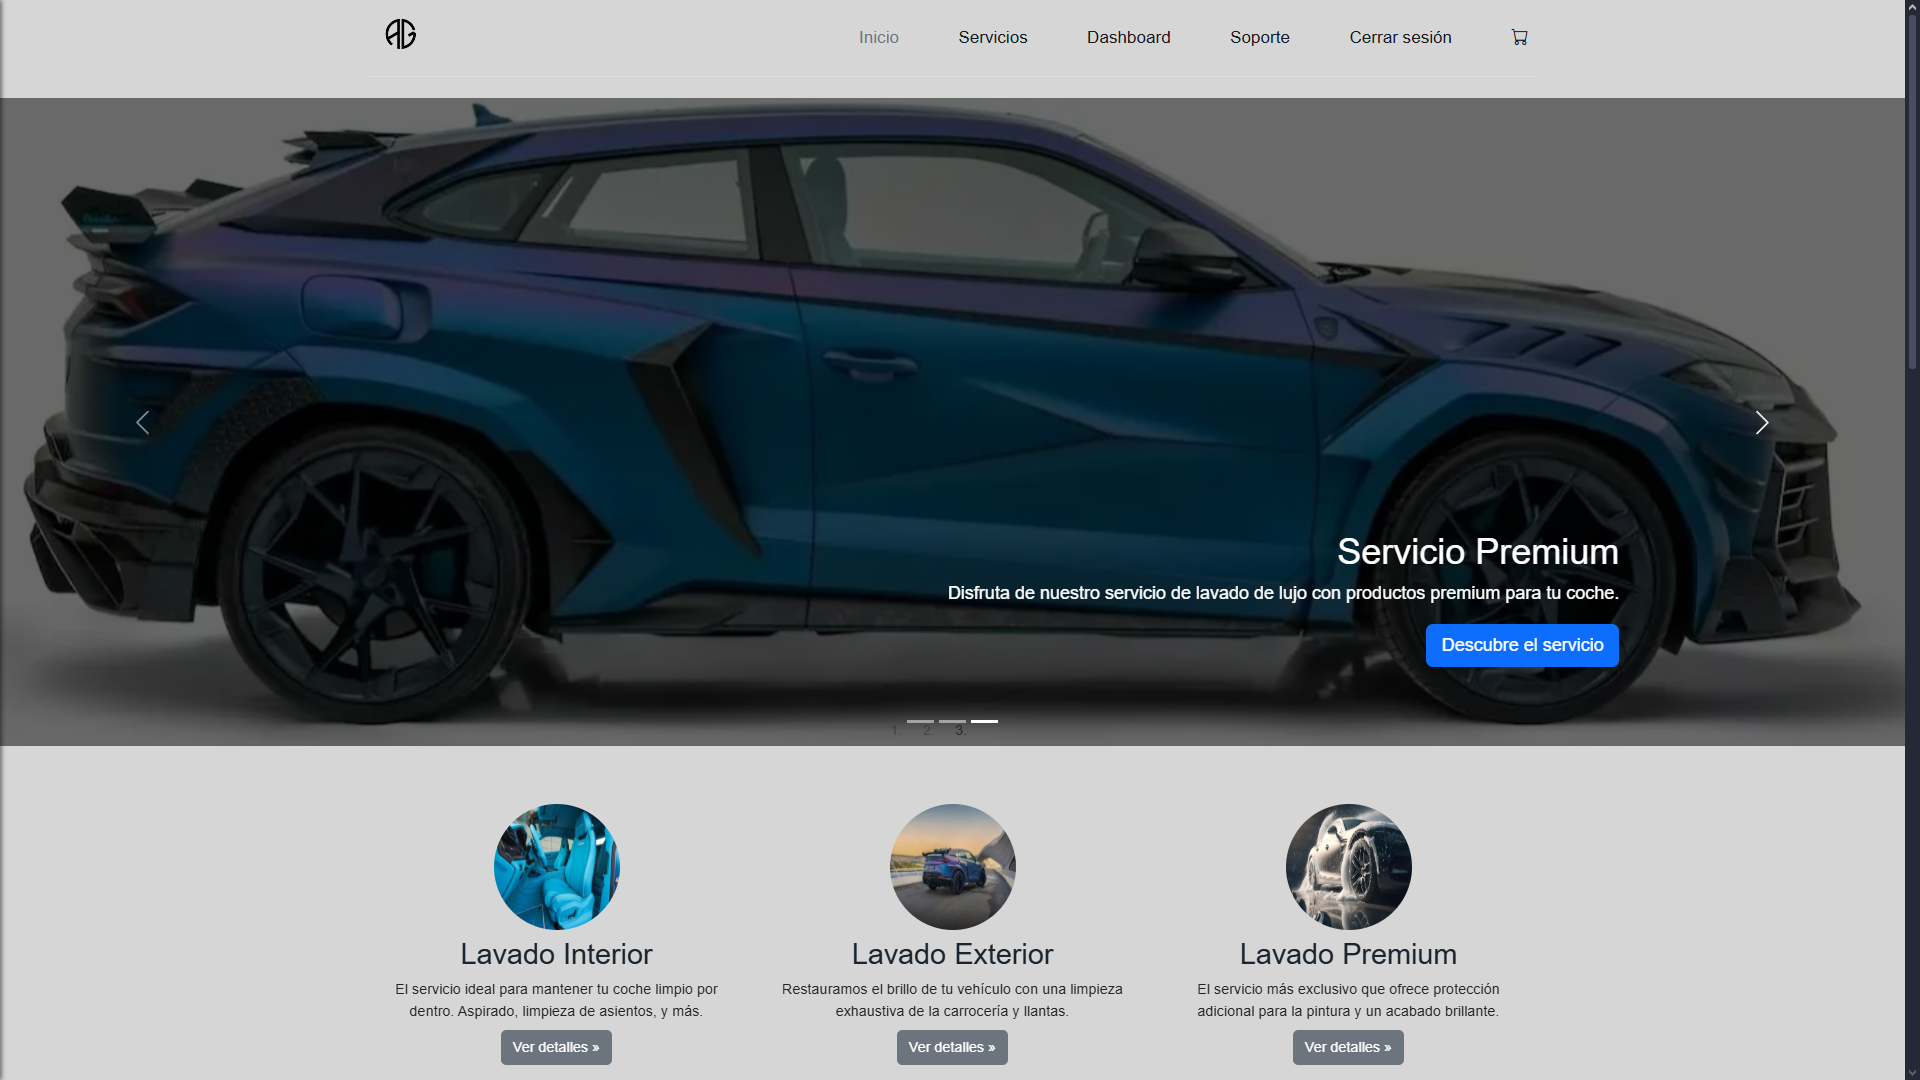 AG
Inicio
Servicios
Dashboard
Soporte
Cerrar sesión
Servicio Premium
Disfruta de nuestro servicio de lavado de lujo con productos premium para tu coche.
Descubre el servicio
1. 2. 3.
Lavado Interior
El servicio ideal para mantener tu coche limpio por
dentro. Aspirado, limpieza de asientos, y más.
Ver detalles »
Lavado Exterior
Restauramos el brillo de tu vehículo con una limpieza
exhaustiva de la carrocería y llantas.
Ver detalles »
Lavado Premium
El servicio más exclusivo que ofrece protección
adicional para la pintura y un acabado brillante.
Ver detalles »